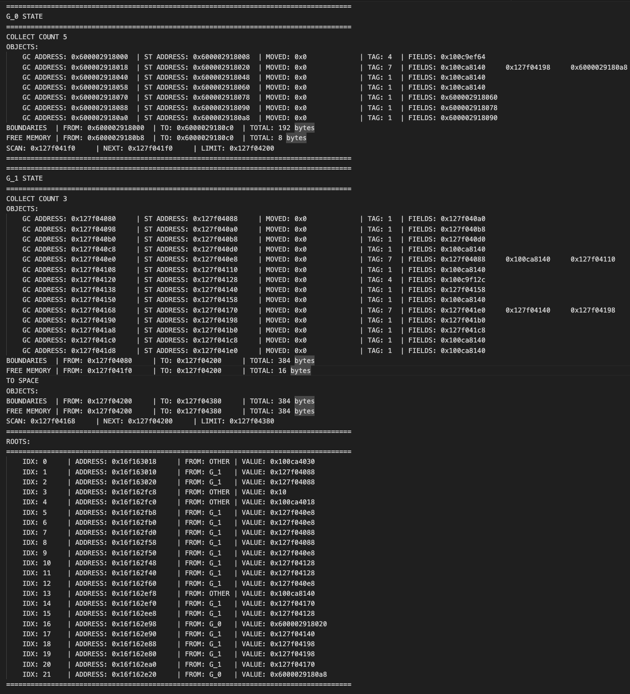 ================================================================================
G_0 STATE
================================================================================
COLLECT COUNT 5
OBJECTS:
GC ADDRESS: 0x600002918000 | ST ADDRESS: 0x600002918008 | MOVED: 0x0 | TAG: 4 | FIELDS: 0x100c9ef64
GC ADDRESS: 0x600002918018 | ST ADDRESS: 0x600002918020 | MOVED: 0x0 | TAG: 7 | FIELDS: 0x100ca8140 0x127f04198 0x6000029180a8
GC ADDRESS: 0x600002918040 | ST ADDRESS: 0x600002918048 | MOVED: 0x0 | TAG: 1 | FIELDS: 0x100ca8140
GC ADDRESS: 0x600002918058 | ST ADDRESS: 0x600002918060 | MOVED: 0x0 | TAG: 1 | FIELDS: 0x100ca8140
GC ADDRESS: 0x600002918070 | ST ADDRESS: 0x600002918078 | MOVED: 0x0 | TAG: 1 | FIELDS: 0x600002918060
GC ADDRESS: 0x600002918088 | ST ADDRESS: 0x600002918090 | MOVED: 0x0 | TAG: 1 | FIELDS: 0x600002918078
GC ADDRESS: 0x6000029180a0 | ST ADDRESS: 0x6000029180a8 | MOVED: 0x0 | TAG: 1 | FIELDS: 0x600002918090
BOUNDARIES | FROM: 0x600002918000 | TO: 0x6000029180c0 | TOTAL: 192 bytes
FREE MEMORY | FROM: 0x6000029180b8 | TO: 0x6000029180c0 | TOTAL: 8 bytes
SCAN: 0x127f041f0 | NEXT: 0x127f041f0 | LIMIT: 0x127f04200
================================================================================
================================================================================
G_1 STATE
================================================================================
COLLECT COUNT 3
OBJECTS:
GC ADDRESS: 0x127f04080 | ST ADDRESS: 0x127f04088 | MOVED: 0x0 | TAG: 1 | FIELDS: 0x127f040a0
GC ADDRESS: 0x127f04098 | ST ADDRESS: 0x127f040a0 | MOVED: 0x0 | TAG: 1 | FIELDS: 0x127f040b8
GC ADDRESS: 0x127f040b0 | ST ADDRESS: 0x127f040b8 | MOVED: 0x0 | TAG: 1 | FIELDS: 0x127f040d0
GC ADDRESS: 0x127f040c8 | ST ADDRESS: 0x127f040d0 | MOVED: 0x0 | TAG: 1 | FIELDS: 0x100ca8140
GC ADDRESS: 0x127f040e0 | ST ADDRESS: 0x127f040e8 | MOVED: 0x0 | TAG: 7 | FIELDS: 0x127f04088 0x100ca8140 0x127f04110
GC ADDRESS: 0x127f04108 | ST ADDRESS: 0x127f04110 | MOVED: 0x0 | TAG: 1 | FIELDS: 0x100ca8140
GC ADDRESS: 0x127f04120 | ST ADDRESS: 0x127f04128 | MOVED: 0x0 | TAG: 4 | FIELDS: 0x100c9f12c
GC ADDRESS: 0x127f04138 | ST ADDRESS: 0x127f04140 | MOVED: 0x0 | TAG: 1 | FIELDS: 0x127f04158
GC ADDRESS: 0x127f04150 | ST ADDRESS: 0x127f04158 | MOVED: 0x0 | TAG: 1 | FIELDS: 0x100ca8140
GC ADDRESS: 0x127f04168 | ST ADDRESS: 0x127f04170 | MOVED: 0x0 | TAG: 7 | FIELDS: 0x127f041e0 0x127f04140 0x127f04198
GC ADDRESS: 0x127f04190 | ST ADDRESS: 0x127f04198 | MOVED: 0x0 | TAG: 1 | FIELDS: 0x127f041b0
GC ADDRESS: 0x127f041a8 | ST ADDRESS: 0x127f041b0 | MOVED: 0x0 | TAG: 1 | FIELDS: 0x127f041c8
GC ADDRESS: 0x127f041c0 | ST ADDRESS: 0x127f041c8 | MOVED: 0x0 | TAG: 1 | FIELDS: 0x100ca8140
GC ADDRESS: 0x127f041d8 | ST ADDRESS: 0x127f041e0 | MOVED: 0x0 | TAG: 1 | FIELDS: 0x100ca8140
BOUNDARIES | FROM: 0x127f04080 | TO: 0x127f04200 | TOTAL: 384 bytes
FREE MEMORY | FROM: 0x127f041f0 | TO: 0x127f04200 | TOTAL: 16 bytes
TO SPACE
OBJECTS:
BOUNDARIES | FROM: 0x127f04200 | TO: 0x127f04380 | TOTAL: 384 bytes
FREE MEMORY | FROM: 0x127f04200 | TO: 0x127f04380 | TOTAL: 384 bytes
SCAN: 0x127f04168 | NEXT: 0x127f04200 | LIMIT: 0x127f04380
================================================================================
ROOTS:
================================================================================
IDX: 0 | ADDRESS: 0x16f163018 | FROM: OTHER | VALUE: 0x100ca4030
IDX: 1 | ADDRESS: 0x16f163010 | FROM: G_1 | VALUE: 0x127f04088
IDX: 2 | ADDRESS: 0x16f163020 | FROM: G_1 | VALUE: 0x127f04088
IDX: 3 | ADDRESS: 0x16f162fc8 | FROM: OTHER | VALUE: 0x10
IDX: 4 | ADDRESS: 0x16f162fc0 | FROM: OTHER | VALUE: 0x100ca4018
IDX: 5 | ADDRESS: 0x16f162fb8 | FROM: G_1 | VALUE: 0x127f040e8
IDX: 6 | ADDRESS: 0x16f162fb0 | FROM: G_1 | VALUE: 0x127f040e8
IDX: 7 | ADDRESS: 0x16f162fd0 | FROM: G_1 | VALUE: 0x127f04088
IDX: 8 | ADDRESS: 0x16f162f58 | FROM: G_1 | VALUE: 0x127f04088
IDX: 9 | ADDRESS: 0x16f162f50 | FROM: G_1 | VALUE: 0x127f040e8
IDX: 10 | ADDRESS: 0x16f162f48 | FROM: G_1 | VALUE: 0x127f04128
IDX: 11 | ADDRESS: 0x16f162f40 | FROM: G_1 | VALUE: 0x127f04128
IDX: 12 | ADDRESS: 0x16f162f60 | FROM: G_1 | VALUE: 0x127f040e8
IDX: 13 | ADDRESS: 0x16f162ef8 | FROM: OTHER | VALUE: 0x100ca8140
IDX: 14 | ADDRESS: 0x16f162ef0 | FROM: G_1 | VALUE: 0x127f04170
IDX: 15 | ADDRESS: 0x16f162ee8 | FROM: G_1 | VALUE: 0x127f04128
IDX: 16 | ADDRESS: 0x16f162e98 | FROM: G_0 | VALUE: 0x600002918020
IDX: 17 | ADDRESS: 0x16f162e90 | FROM: G_1 | VALUE: 0x127f04140
IDX: 18 | ADDRESS: 0x16f162e88 | FROM: G_1 | VALUE: 0x127f04198
IDX: 19 | ADDRESS: 0x16f162e80 | FROM: G_1 | VALUE: 0x127f04198
IDX: 20 | ADDRESS: 0x16f162ea0 | FROM: G_1 | VALUE: 0x127f04170
IDX: 21 | ADDRESS: 0x16f162e20 | FROM: G_0 | VALUE: 0x6000029180a8
================================================================================